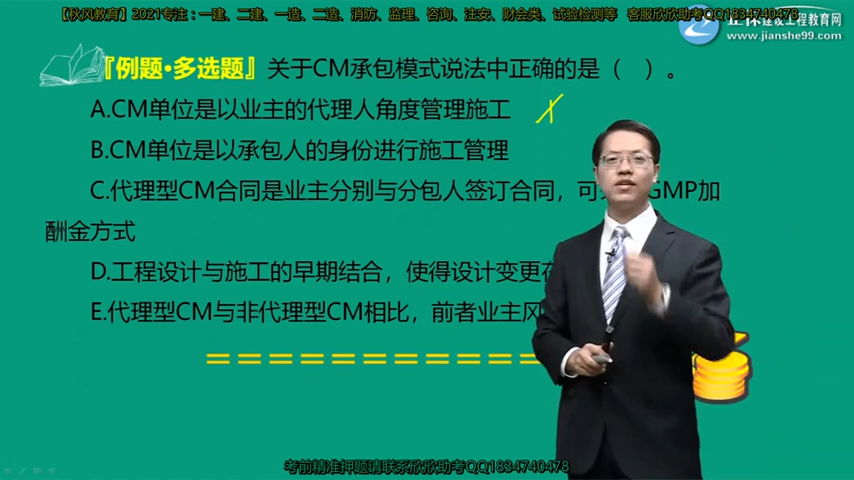 【秋风教育】2021专注：一建、二建、一造、二造、消防、监理、咨询、注安、财会类、试验检测等 客服欣欣助考QQ1834740478
建设工程教育网
www.jianshe99.com
『例题·多选题』关于CM承包模式说法中正确的是（ ）。
A.CM单位是以业主的代理人角度管理施工
B.CM单位是以承包人的身份进行施工管理
C.代理型CM合同是业主分别与分包人签订合同，可 GMP加
酬金方式
D.工程设计与施工的早期结合，使得设计变更在
E.代理型CM与非代理型CM相比，前者业主风
考前精准押题请联系欣欣助考QQ1834740478